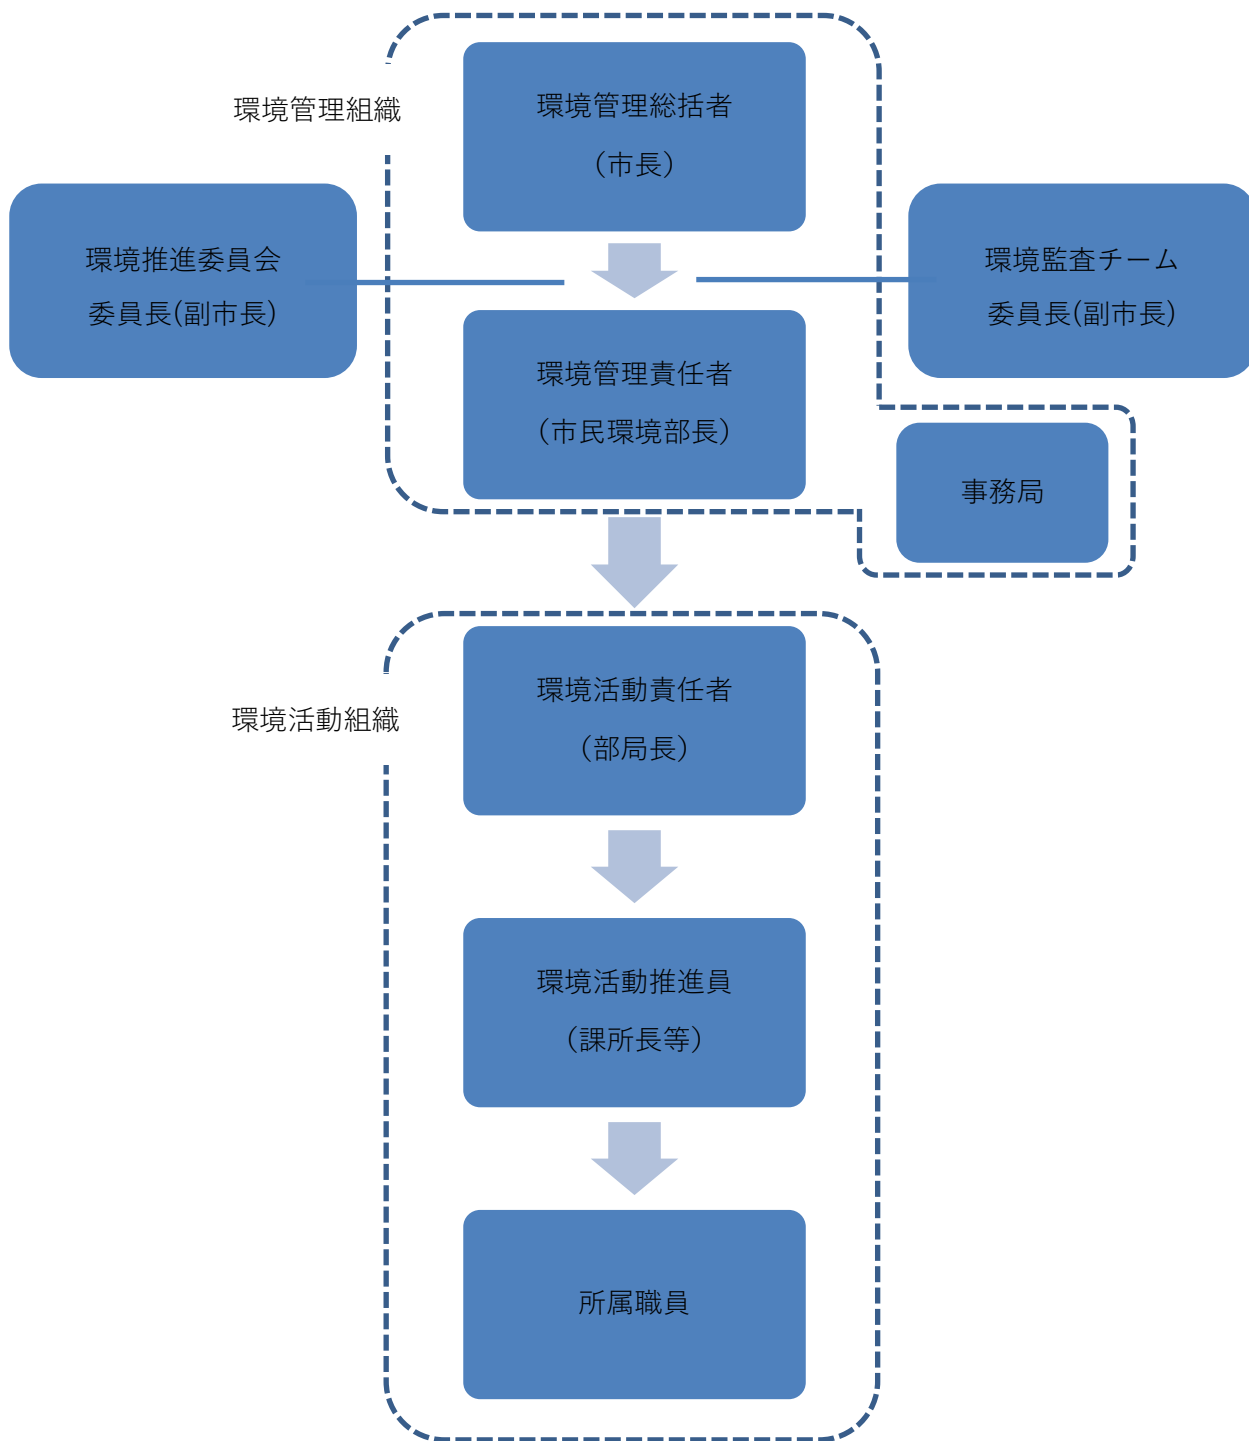 環境管理組織
環境管理総括者
（市長）
環境推進委員会
委員長(副市長)
環境監査チーム
委員長(副市長)
環境管理責任者
（市民環境部長）
事務局
環境活動組織
環境活動責任者
（部局長）
環境活動推進員
（課所長等）
所属職員